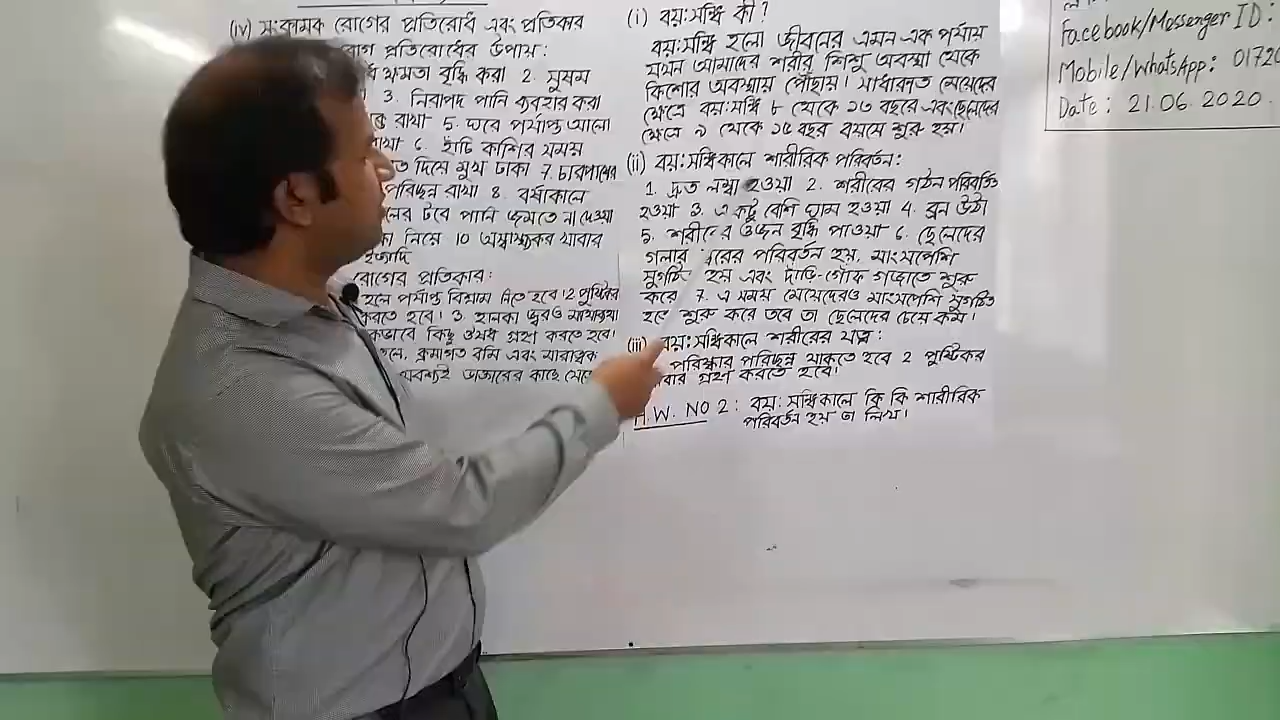 (iv) সংক্রামক রোগের প্রতিরোধ এবং প্রতিকার
রোগ প্রতিরোধের উপায়:
ক্ষমতা বৃদ্ধি করা 2. সুষম
3. নিরাপদ পানি ব্যবহার করা
রাখা 5. ঘরে পর্যাপ্ত আলো
6. হাঁচি কাশির সময়
দিয়ে মুখ ঢাকা 7. চারপাশের
পরিচ্ছন্ন রাখা 8. বর্ষাকালে
টবে পানি জমতে না দেওয়া
নিয়ে 10 অস্বাস্থ্যকর খাবার
ইত্যাদি
রোগের প্রতিকার:
হলে পর্যাপ্ত বিশ্রাম নিতে হবে। 2 পুষ্টিকর
করতে হবে। 3. হালকা জ্বর ও মাথাব্যথা
কিছু ঔষধ গ্রহণ করতে হবে।
হলে, ক্রমাগত বমি এবং মারাত্মক
অবশ্যই ডাক্তারের কাছে যেতে
(i) বয়ঃসন্ধি কী?
বয়ঃসন্ধি হলো জীবনের এমন এক পর্যায়
যখন আমাদের শরীর শিশু অবস্থা থেকে
কিশোর অবস্থায় পৌঁছায়। সাধারনত মেয়েদের
ক্ষেত্রে বয়ঃসন্ধি ৮ থেকে ১৩ বছরে এবং ছেলেদের
ক্ষেত্রে ৯ থেকে ১৫ বছর বয়সে শুরু হয়।
(ii) বয়ঃসন্ধিকালে শারীরিক পরিবর্তন:
1. দ্রুত লম্বা হওয়া 2. শরীরের গঠন পরিবর্তিত
হওয়া 3. একটু বেশি ঘাম হওয়া 4. ব্রন উঠা
5. শরীরের ওজন বৃদ্ধি পাওয়া 6. ছেলেদের
গলার স্বরের পরিবর্তন হয়, মাংসপেশি
সুগঠিত হয় এবং দাড়ি-গোঁফ গজাতে শুরু
করে 7. এ সময় মেয়েদেরও মাংসপেশি সুগঠিত
হতে শুরু করে তবে তা ছেলেদের চেয়ে কম।
(iii) বয়ঃসন্ধিকালে শরীরের যত্ন:
পরিষ্কার পরিচ্ছন্ন থাকতে হবে 2 পুষ্টিকর
খাবার গ্রহণ করতে হবে।
H.W. NO 2: বয়ঃসন্ধিকালে কি কি শারীরিক
পরিবর্তন হয় তা লিখ।
Facebook/Messenger ID:
Mobile/WhatsApp: 0172
Date: 21.06.2020